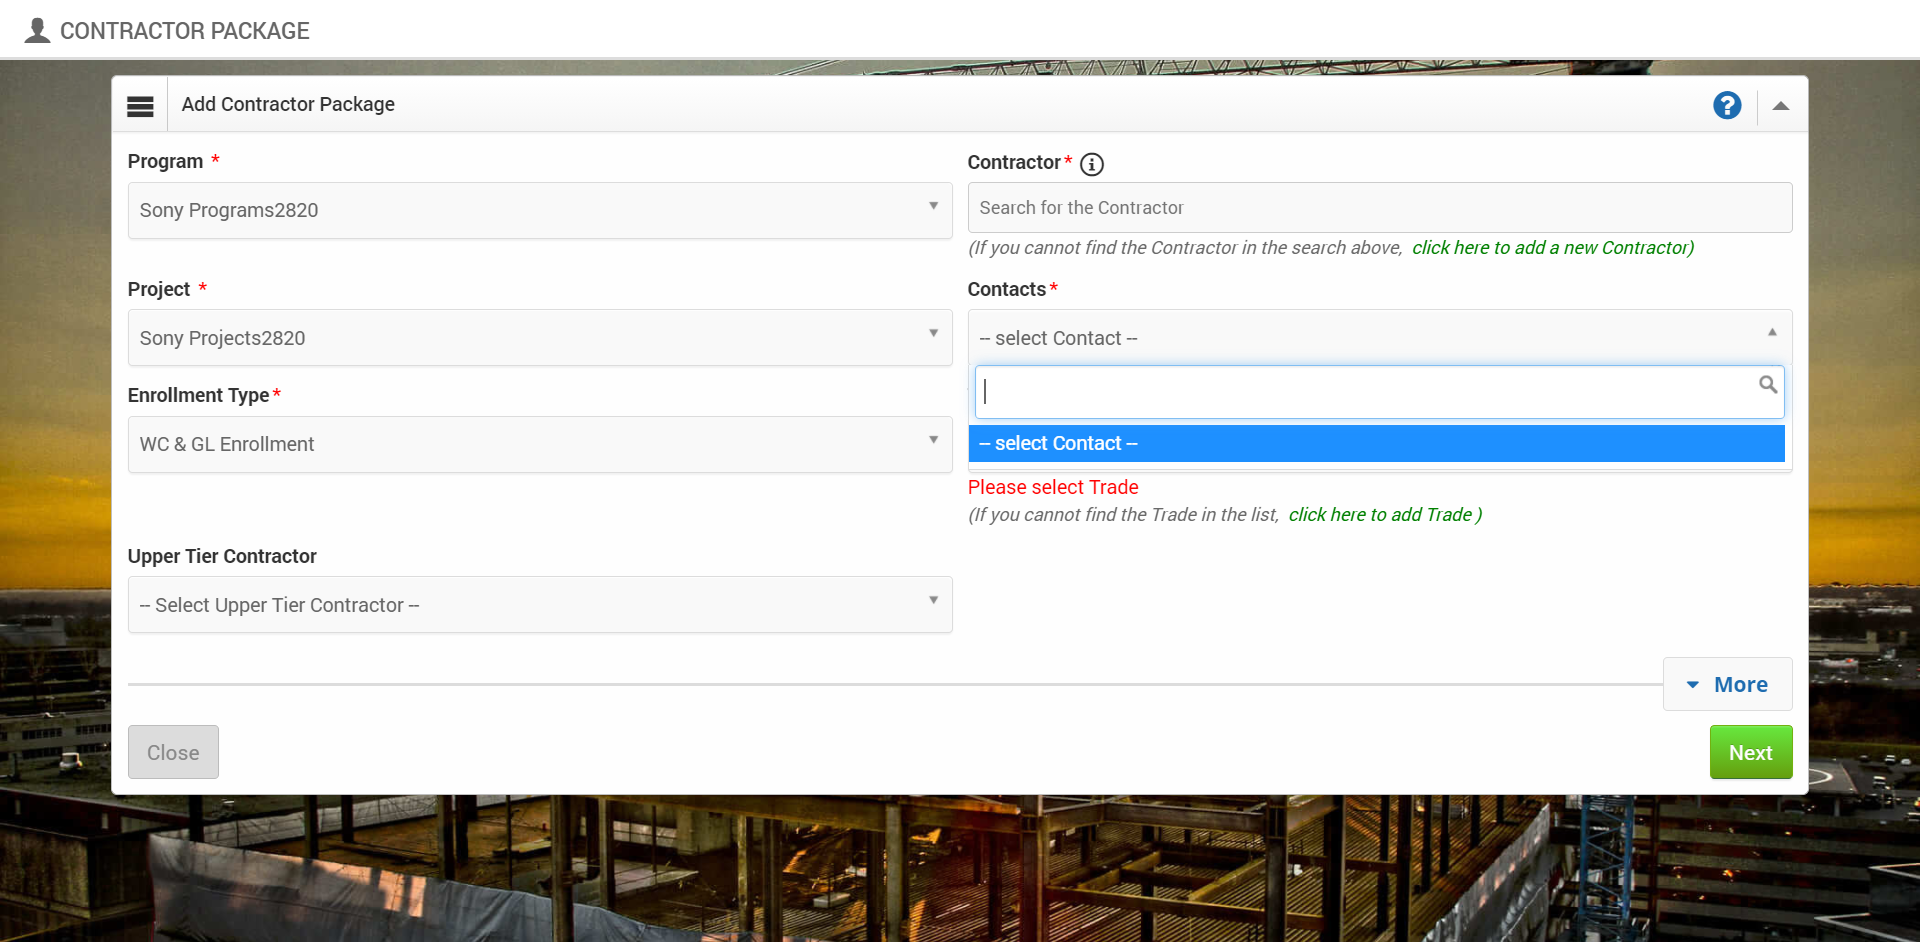 CONTRACTOR PACKAGE
Add Contractor Package
Program *
Sony Programs2820
Contractor*
Search for the Contractor
(If you cannot find the Contractor in the search above, click here to add a new Contractor)
Project *
Sony Projects2820
Contacts*
-- select Contact --
-- select Contact --
Enrollment Type*
WC & GL Enrollment
Please select Trade
(If you cannot find the Trade in the list, click here to add Trade )
Upper Tier Contractor
-- Select Upper Tier Contractor --
More
Close
Next